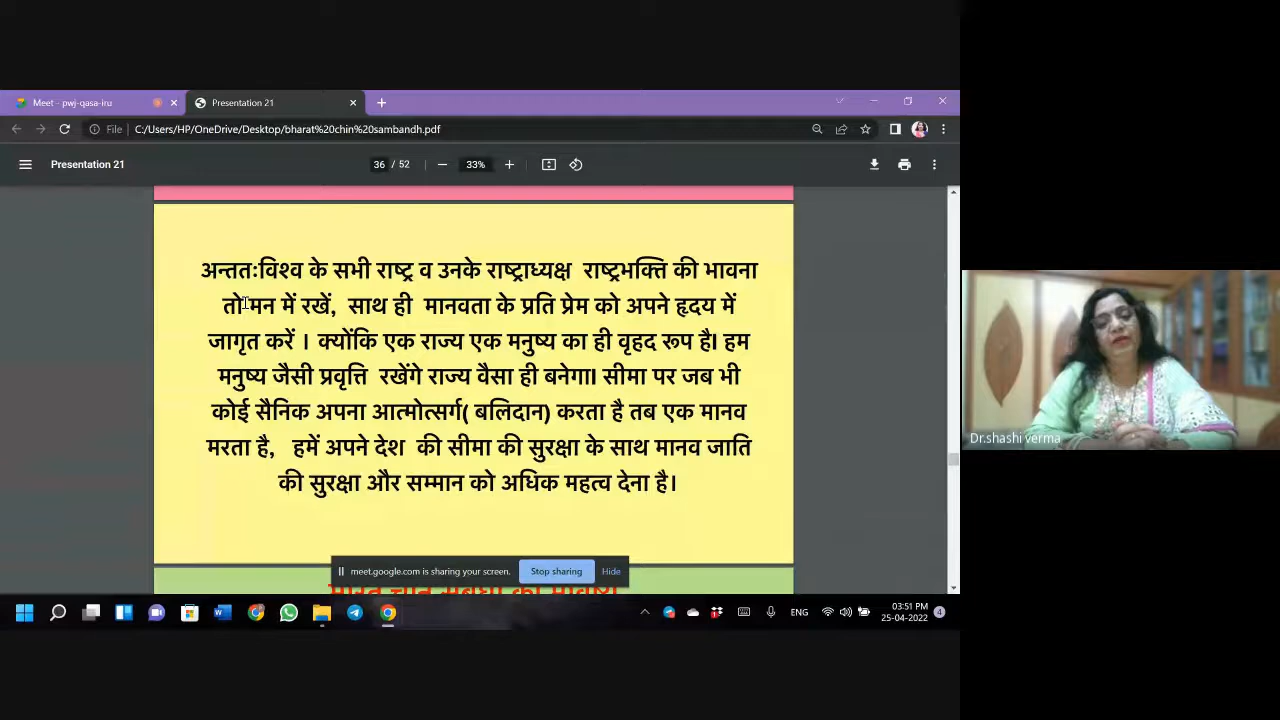 Meet - pwj-qasa-iru
Presentation 21
File
C:/Users/HP/OneDrive/Desktop/bharat%20chin%20sambandh.pdf
Presentation 21
36 / 52
33%
अन्ततःविश्व के सभी राष्ट्र व उनके राष्ट्राध्यक्ष राष्ट्रभक्ति की भावना
तो मन में रखें, साथ ही मानवता के प्रति प्रेम को अपने हृदय में
जागृत करें । क्योंकि एक राज्य एक मनुष्य का ही वृहद रूप है। हम
मनुष्य जैसी प्रवृत्ति रखेंगे राज्य वैसा ही बनेगा। सीमा पर जब भी
कोई सैनिक अपना आत्मोत्सर्ग( बलिदान) करता है तब एक मानव
मरता है, हमें अपने देश की सीमा की सुरक्षा के साथ मानव जाति
की सुरक्षा और सम्मान को अधिक महत्व देना है।
Dr.shashi verma
meet.google.com is sharing your screen.
Stop sharing
Hide
ENG
03:51 PM
25-04-2022
4